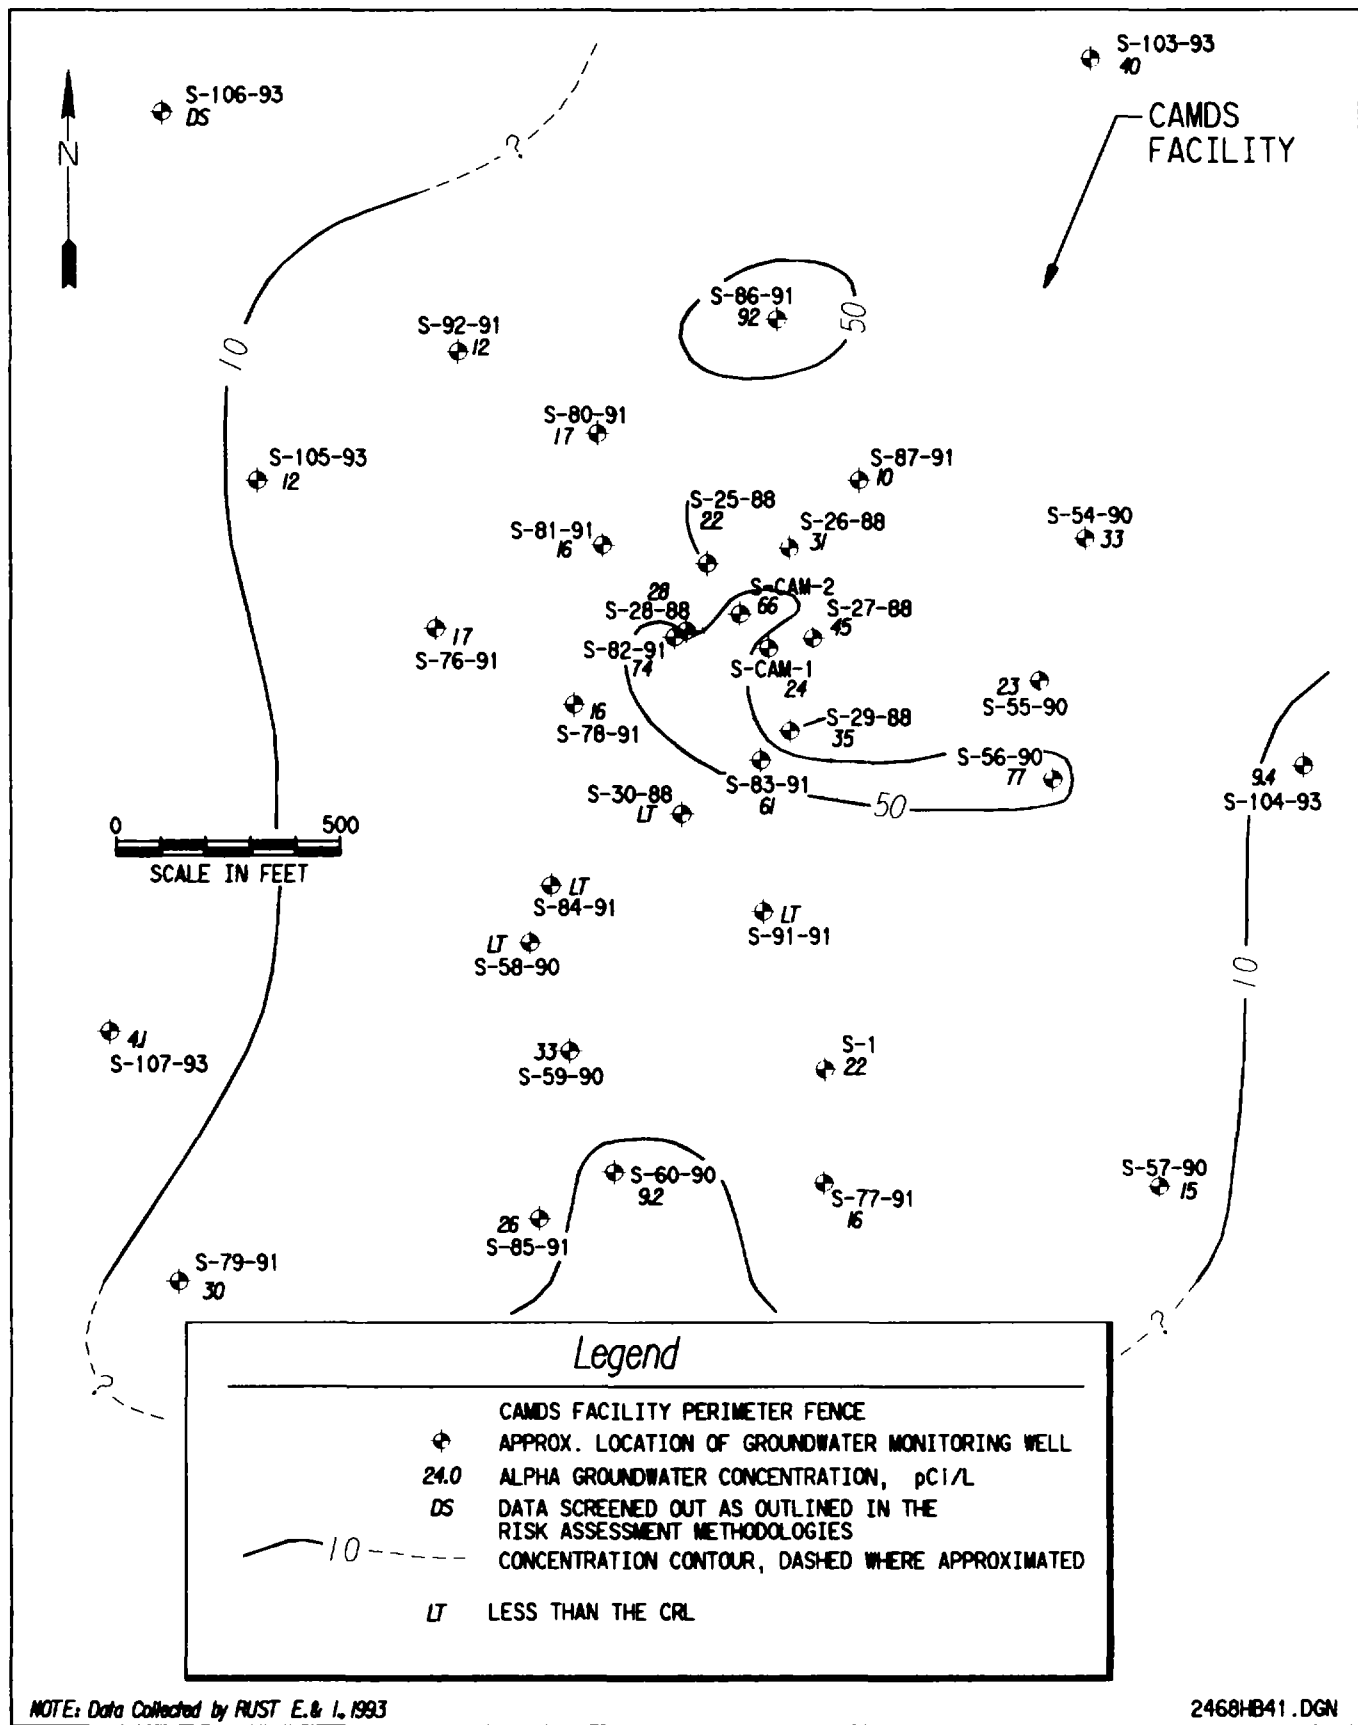 S-103-93
40
S-106-93
DS
N
?
CAMDS
FACILITY
S-86-91
92
50
10
S-92-91
12
S-80-91
17
S-105-93
12
S-87-91
10
S-25-88
22
S-26-88
31
S-54-90
33
S-81-91
16
28
S-28-88
S-CAM-2
66
S-27-88
45
17
S-76-91
S-82-91
74
S-CAM-1
24
23
S-55-90
16
S-78-91
S-29-88
35
S-56-90
77
9.4
S-104-93
S-83-91
61
50
S-30-88
LT
0 500
SCALE IN FEET
LT
S-84-91
LT
S-91-91
LT
S-58-90
10
S-107-93
33
S-59-90
S-1
22
S-60-90
9.2
S-57-90
15
S-77-91
16
26
S-85-91
S-79-91
30
?
?
Legend
CAMDS FACILITY PERIMETER FENCE
APPROX. LOCATION OF GROUNDWATER MONITORING WELL
24.0 ALPHA GROUNDWATER CONCENTRATION, pCi/L
DS DATA SCREENED OUT AS OUTLINED IN THE
RISK ASSESSMENT METHODOLOGIES
10 CONCENTRATION CONTOUR, DASHED WHERE APPROXIMATED
LT LESS THAN THE CRL
NOTE: Data Collected by RUST E.& I., 1993
2468HB41.DGN